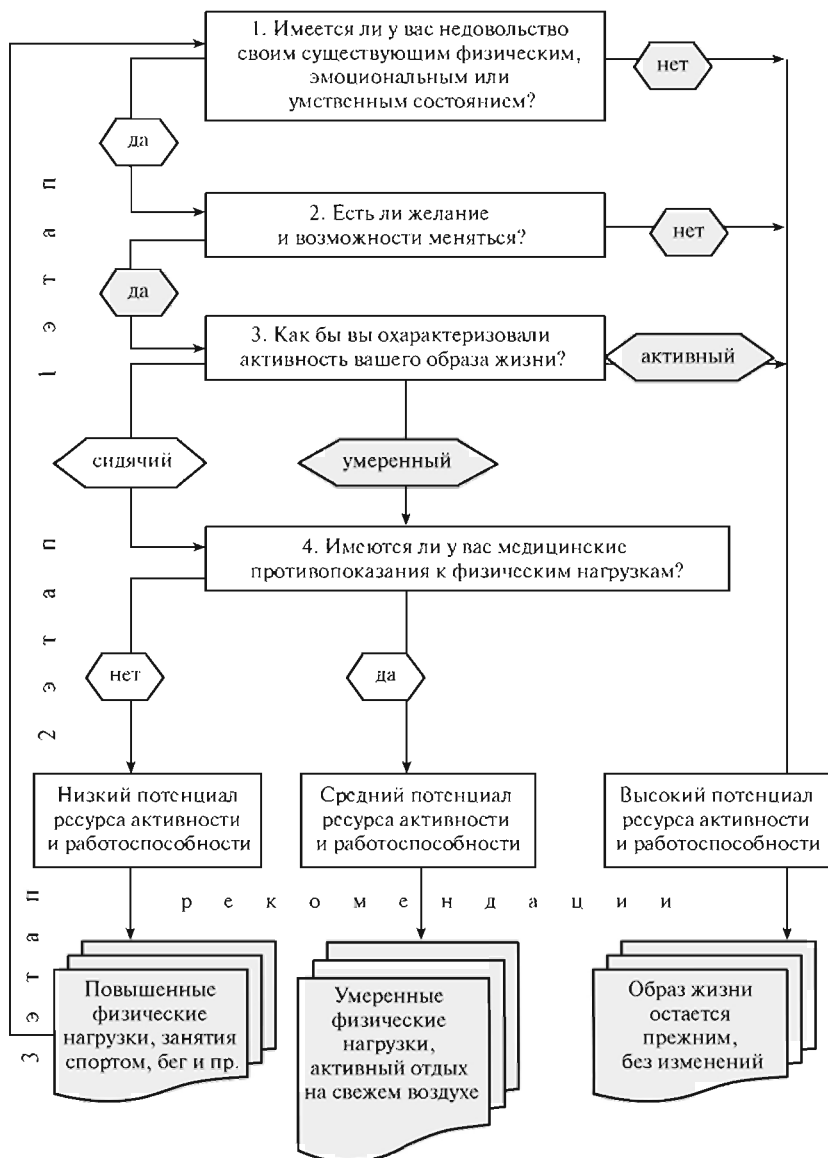 1. Имеется ли у вас недовольство
своим существующим физическим,
эмоциональным или
умственным состоянием?
нет
да
1 этап
2. Есть ли желание
и возможности меняться?
нет
да
3. Как бы вы охарактеризовали
активность вашего образа жизни?
активный
сидячий
умеренный
2 этап
4. Имеются ли у вас медицинские
противопоказания к физическим нагрузкам?
нет
да
Низкий потенциал
ресурса активности
и работоспособности
Средний потенциал
ресурса активности
и работоспособности
Высокий потенциал
ресурса активности
и работоспособности
3 этап
рекомендации
Повышенные
физические
нагрузки, занятия
спортом, бег и пр.
Умеренные
физические
нагрузки,
активный отдых
на свежем воздухе
Образ жизни
остается
прежним,
без изменений